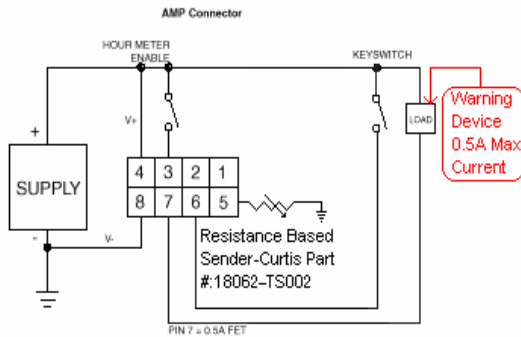 AMP Connector
HOUR METER
ENABLE
KEYSWITCH
Warning
Device
0.5A Max
Current
LOAD
V+
+
SUPPLY
-
V-
4 3 2 1
8 7 6 5
Resistance Based
Sender-Curtis Part
#:18062-TS002
PIN 7 = 0.5A FET